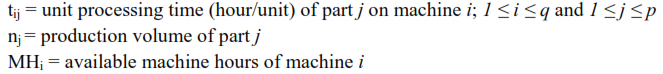 tij = unit processing time (hour/unit) of part j on machine i; 1 ≤ i ≤ q and 1 ≤ j ≤ p
nj = production volume of part j
MHi = available machine hours of machine i